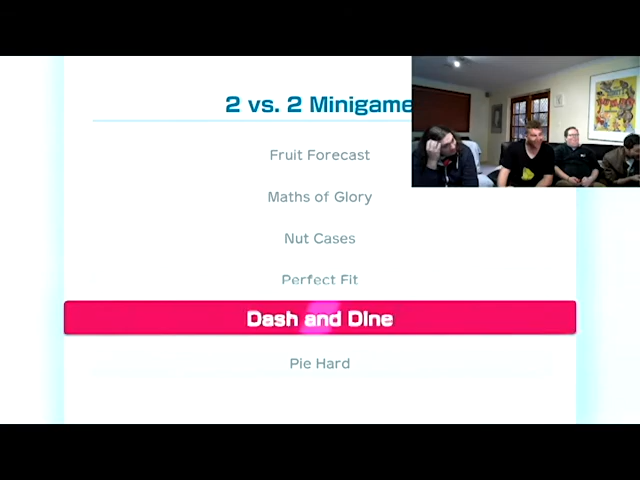 2 vs. 2 Minigame
Fruit Forecast
Maths of Glory
Nut Cases
Perfect Fit
Dash and Dine
Pie Hard